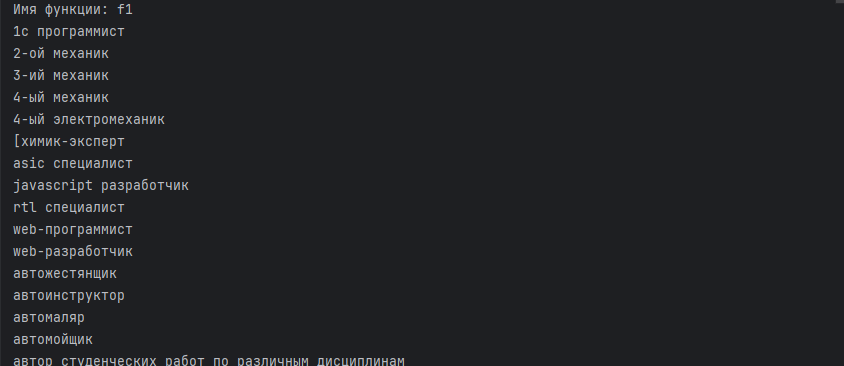 Имя функции: f1
1c программист
2-ой механик
3-ий механик
4-ый механик
4-ый электромеханик
[химик-эксперт
asic специалист
javascript разработчик
rtl специалист
web-программист
web-разработчик
автожестянщик
автоинструктор
автомаляр
автомойщик
автор студенческих работ по различным дисциплинам